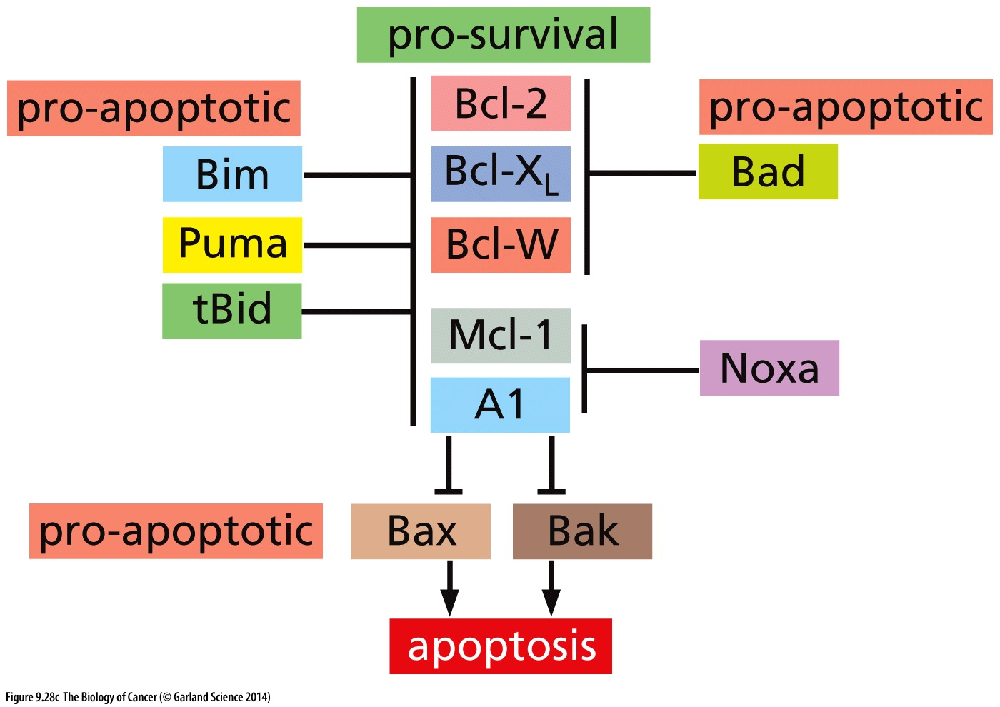 pro-survival
pro-apoptotic
Bcl-2
pro-apoptotic
Bim
Bcl-XL
Bad
Puma
Bcl-W
tBid
Mcl-1
Noxa
A1
pro-apoptotic
Bax
Bak
apoptosis
Figure 9.28c The Biology of Cancer (© Garland Science 2014)